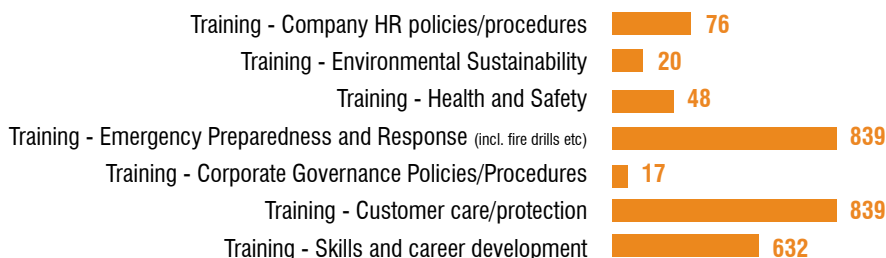 Training - Company HR policies/procedures 76
Training - Environmental Sustainability 20
Training - Health and Safety 48
Training - Emergency Preparedness and Response (incl. fire drills etc) 839
Training - Corporate Governance Policies/Procedures 17
Training - Customer care/protection 839
Training - Skills and career development 632